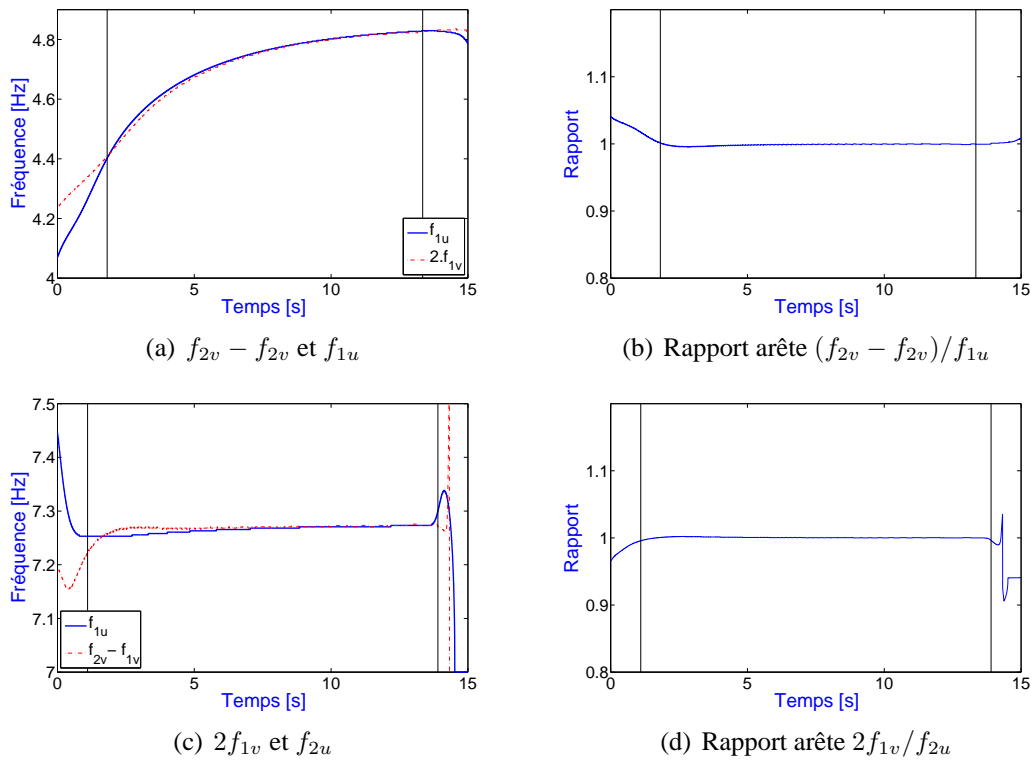 4.8
4.6
4.4
4.2
4
Fréquence [Hz]
0 5 10 15
Temps [s]
f1u
2.f1v
(a) f2v − f2v et f1u
1.1
1
0.9
0.8
Rapport
0 5 10 15
Temps [s]
(b) Rapport arête (f2v − f2v)/f1u
7.5
7.4
7.3
7.2
7.1
7
Fréquence [Hz]
0 5 10 15
Temps [s]
f1u
f2v − f1v
(c) 2f1v et f2u
1.1
1
0.9
0.8
Rapport
0 5 10 15
Temps [s]
(d) Rapport arête 2f1v/f2u